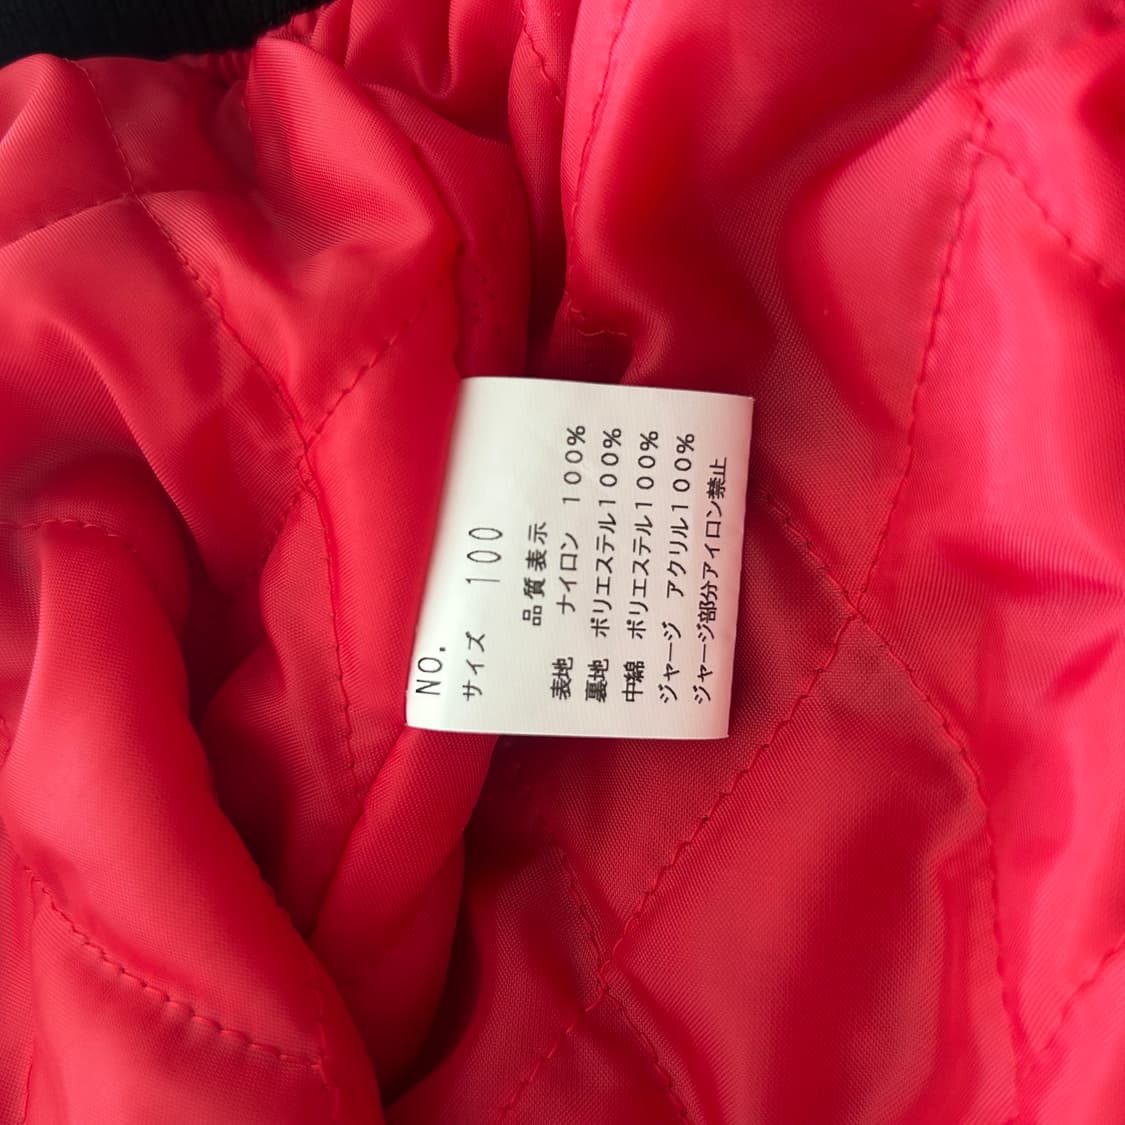 NO.
サイズ 100
品質表示
表地 ナイロン 100%
裏地 ポリエステル100%
中綿 ポリエステル100%
ジャージ アクリル100%
ジャージ部分アイロン禁止